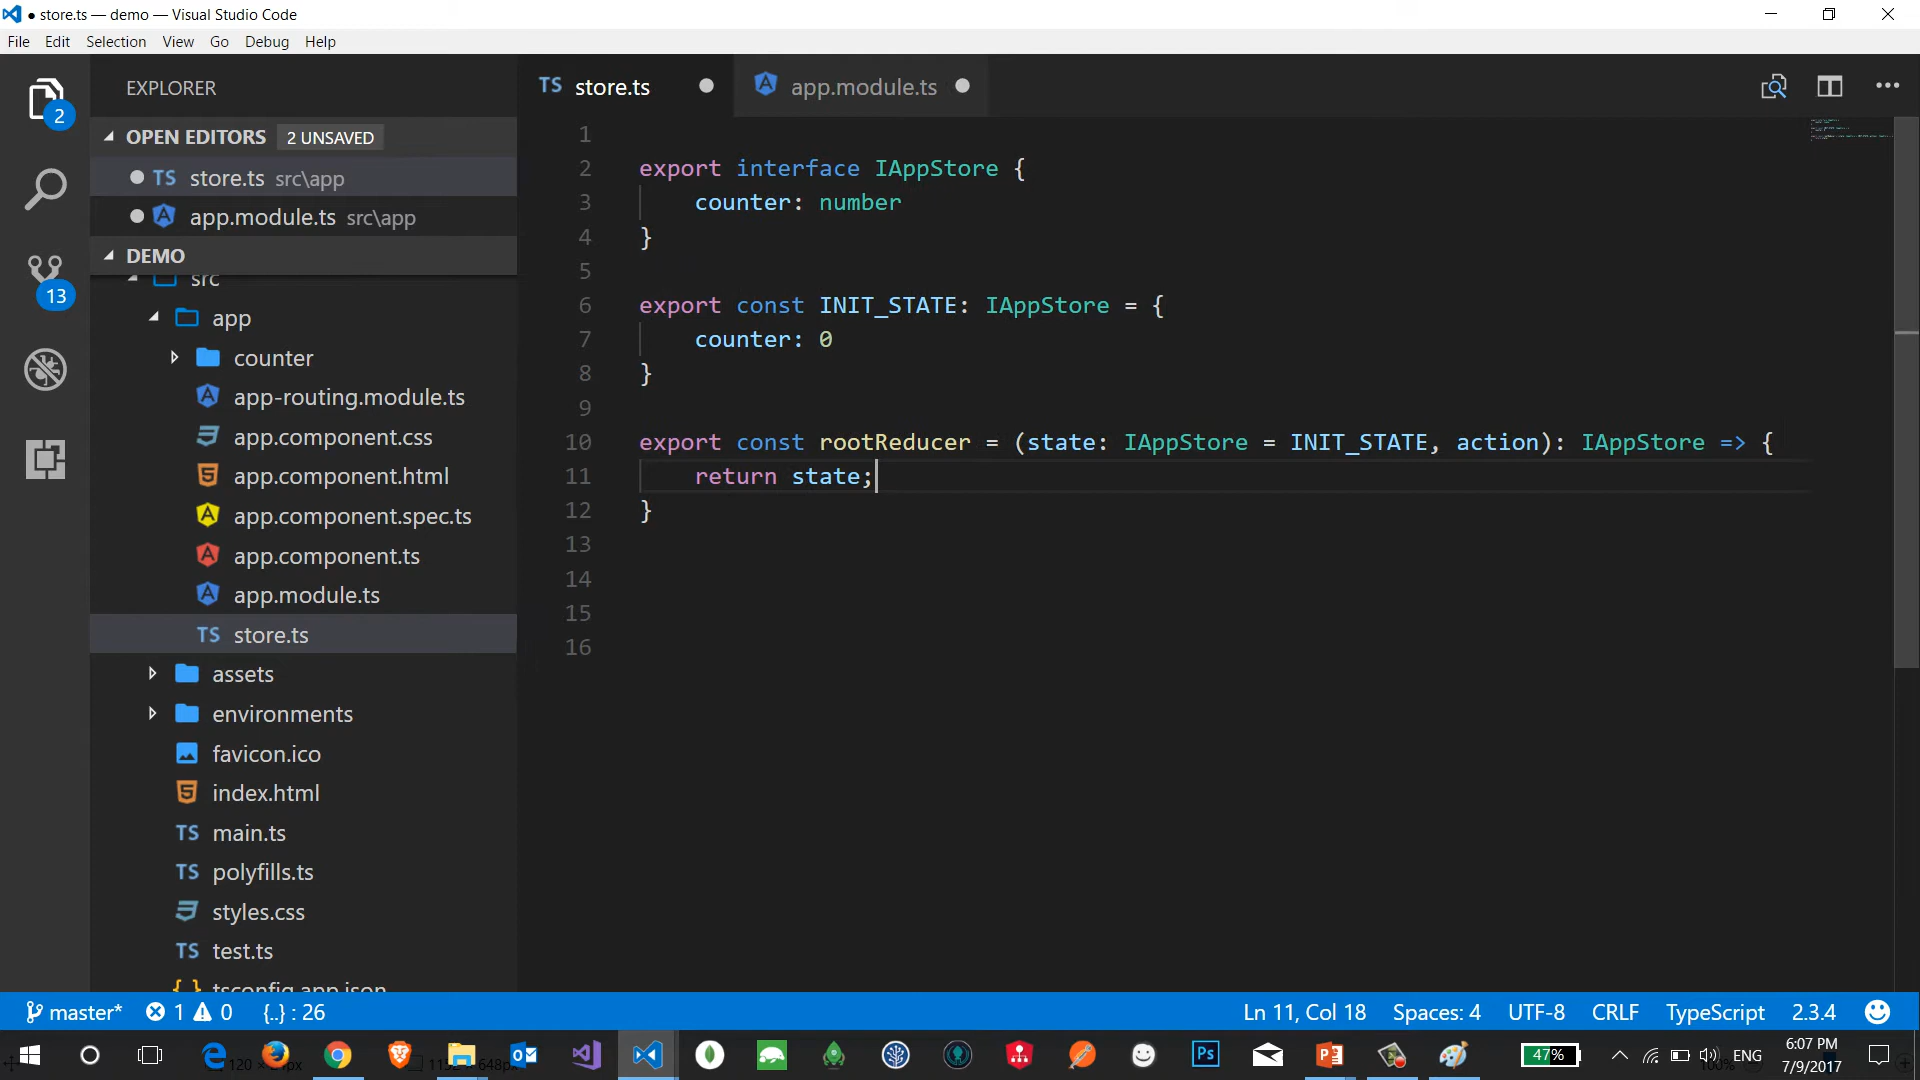 store.ts — demo — Visual Studio Code
File Edit Selection View Go Debug Help
2
13
EXPLORER
OPEN EDITORS 2 UNSAVED
TS store.ts src\app
app.module.ts src\app
DEMO
src
app
counter
app-routing.module.ts
app.component.css
app.component.html
app.component.spec.ts
app.component.ts
app.module.ts
TS store.ts
assets
environments
favicon.ico
index.html
TS main.ts
TS polyfills.ts
styles.css
TS test.ts
{ } tsconfig.app.json
TS store.ts
app.module.ts
1
2 export interface IAppStore {
3 counter: number
4 }
5
6 export const INIT_STATE: IAppStore = {
7 counter: 0
8 }
9
10 export const rootReducer = (state: IAppStore = INIT_STATE, action): IAppStore => {
11 return state;
12 }
13
14
15
16
master* 1 0 {..} : 26
Ln 11, Col 18 Spaces: 4 UTF-8 CRLF TypeScript 2.3.4
Ps
47%
ENG
6:07 PM
7/9/2017
100%